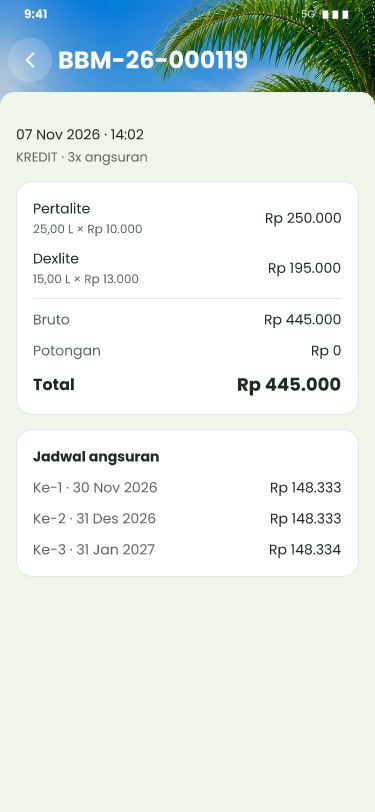 9:41 5G
BBM-26-000119
07 Nov 2026 · 14:02
KREDIT · 3x angsuran
Pertalite Rp 250.000
25,00 L × Rp 10.000
Dexlite Rp 195.000
15,00 L × Rp 13.000
Bruto Rp 445.000
Potongan Rp 0
Total Rp 445.000
Jadwal angsuran
Ke-1 · 30 Nov 2026 Rp 148.333
Ke-2 · 31 Des 2026 Rp 148.333
Ke-3 · 31 Jan 2027 Rp 148.334